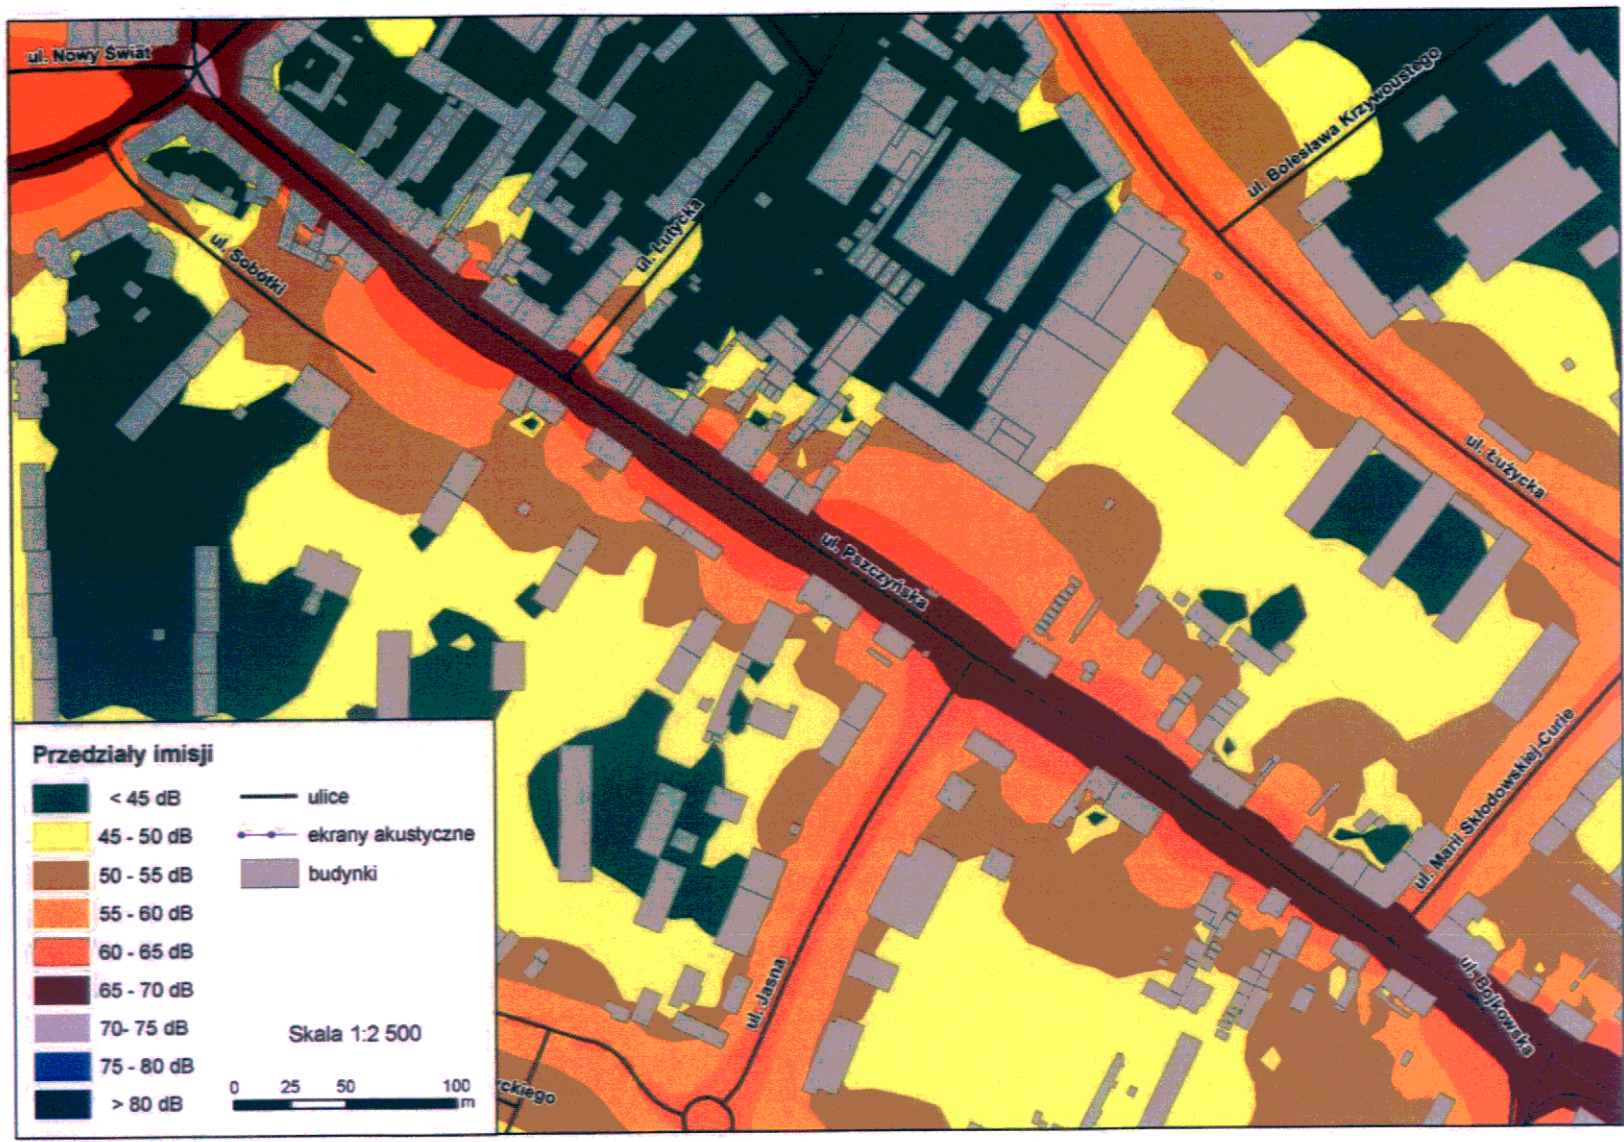 ul. Nowy Świat
ul. Bolesława Krzywoustego
ul. Lutycka
ul. Sobótki
ul. Łużycka
ul. Pszczyńska
ul. Marii Skłodowskiej-Curie
ul. Jasna
ul. Bojkowska
yckiego
Przedziały imisji
< 45 dB
45 - 50 dB
50 - 55 dB
55 - 60 dB
60 - 65 dB
65 - 70 dB
70- 75 dB
75 - 80 dB
> 80 dB
ulice
ekrany akustyczne
budynki
Skala 1:2 500
0 25 50 100
m